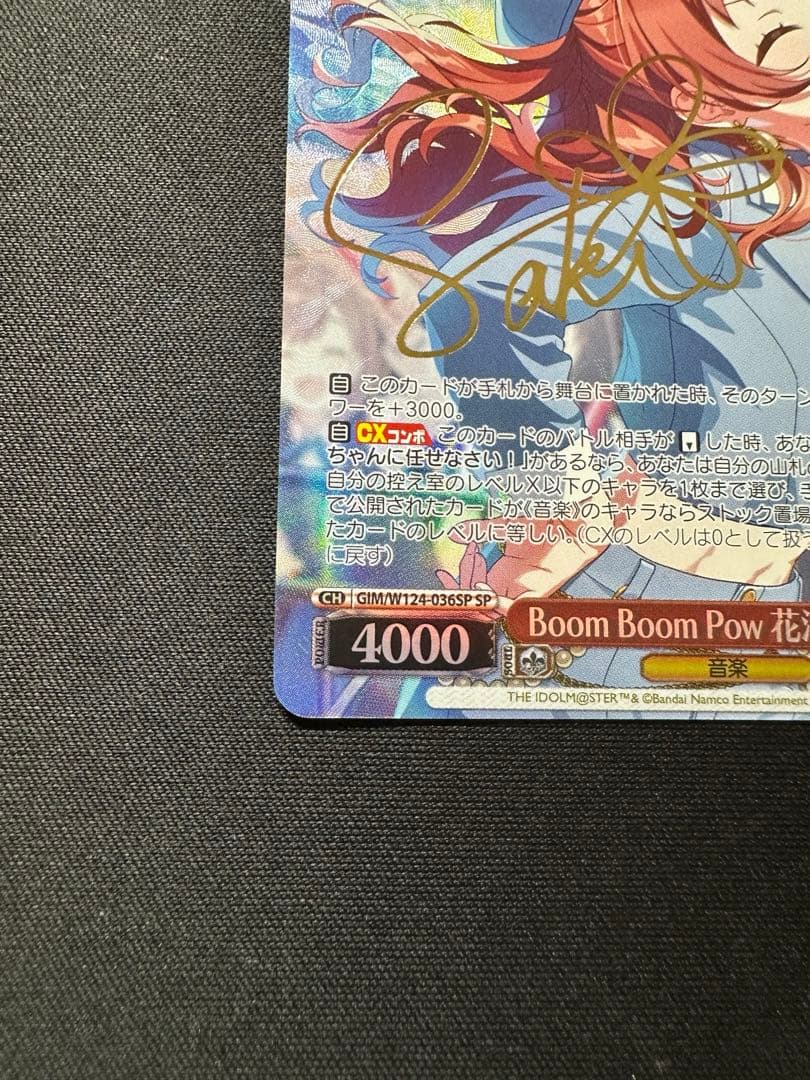 Saki
自 このカードが手札から舞台に置かれた時、そのターン
ワーを+3000。
自 CXコンボ このカードのバトル相手が した時、あな
ちゃんに任せなさい!」があるなら、あなたは自分の山札の
自分の控え室のレベルX以下のキャラを1枚まで選び、手
で公開されたカードが《音楽》のキャラならストック置場
たカードのレベルに等しい。(CXのレベルは0として扱う
に戻す)
CH GIM/W124-036SP SP
POWER 4000
Boom Boom Pow 花海
SOUL
音楽
THE IDOLM@STER™& ©Bandai Namco Entertainment